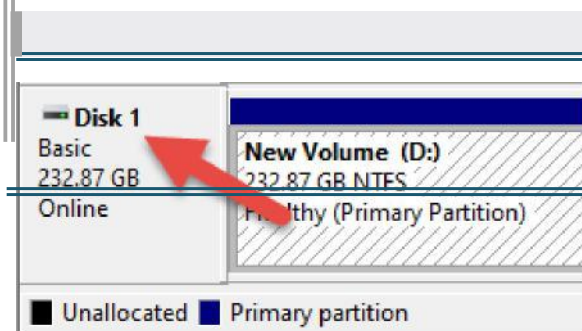 Disk 1
Basic
232.87 GB
Online
New Volume (D:)
232.87 GB NTFS
Healthy (Primary Partition)
Unallocated
Primary partition